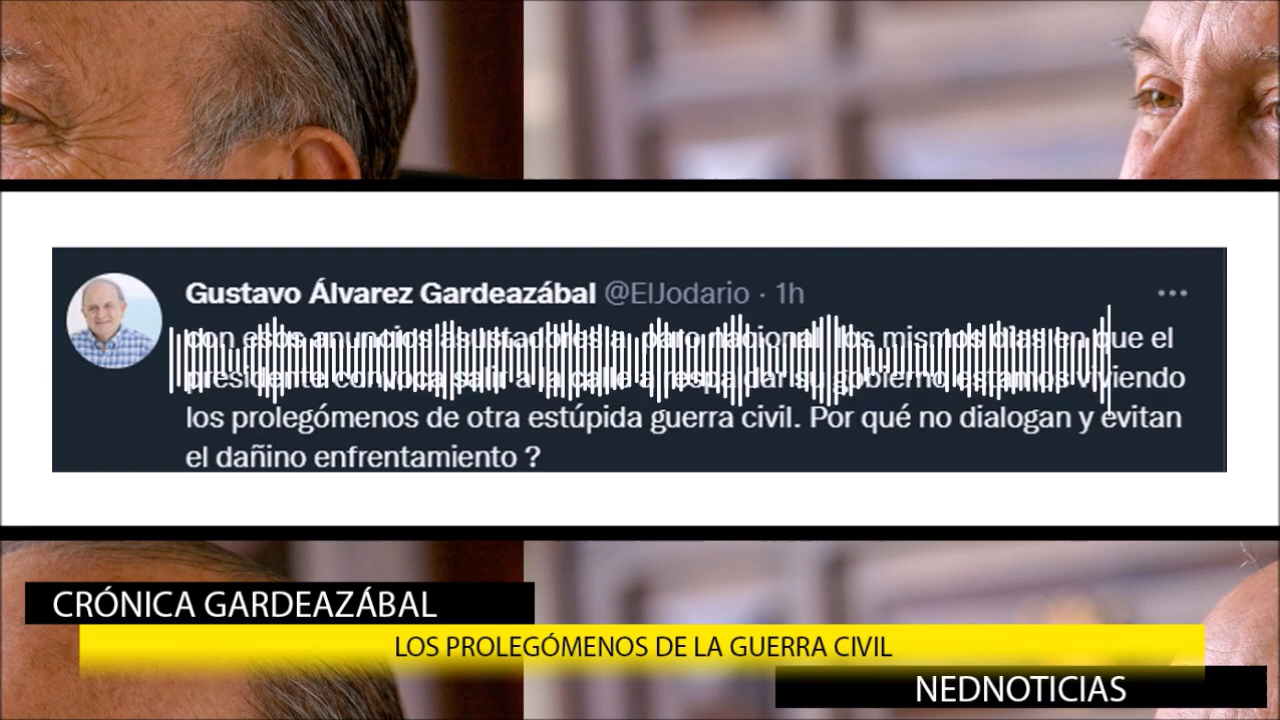 Gustavo Álvarez Gardeazábal @ElJodario · 1h
con esos anuncios asustadores a paro nacional los mismos dias en que el
presidente convoca salir a la calle a respaldar su gobierno estamos viviendo
los prolegómenos de otra estúpida guerra civil. Por qué no dialogan y evitan
el dañino enfrentamiento ?
CRÓNICA GARDEAZÁBAL
LOS PROLEGÓMENOS DE LA GUERRA CIVIL
NEDNOTICIAS